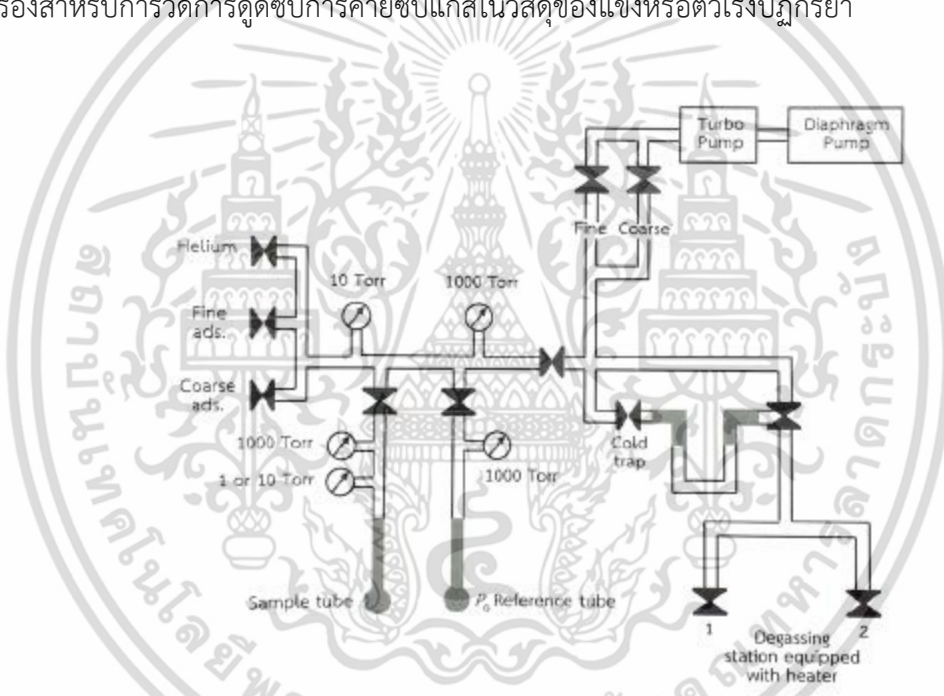 รื่องสำหรับการวัดการดูดซับการคายซับแก๊สในวัสดุของแข็งหรือตัวเร่งปฏิกิริยา
Turbo
Pump
Diaphragm
Pump
Fine Coarse
Helium
10 Torr
1000 Torr
Fine
ads.
Coarse
ads.
1000 Torr
1 or 10 Torr
1000 Torr
Cold
trap
Sample tube
P₀ Reference tube
1
2
Degassing
station equipped
with heater